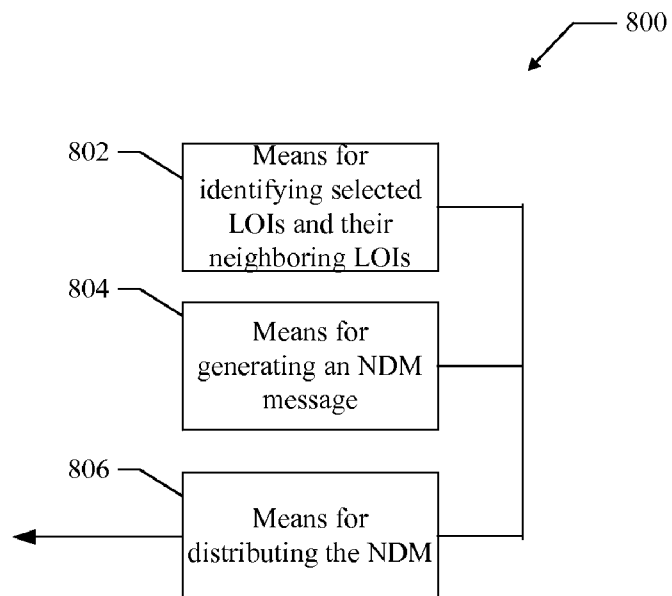 800
802
Means for
identifying selected
LOIs and their
neighboring LOIs
804
Means for
generating an NDM
message
806
Means for
distributing the NDM